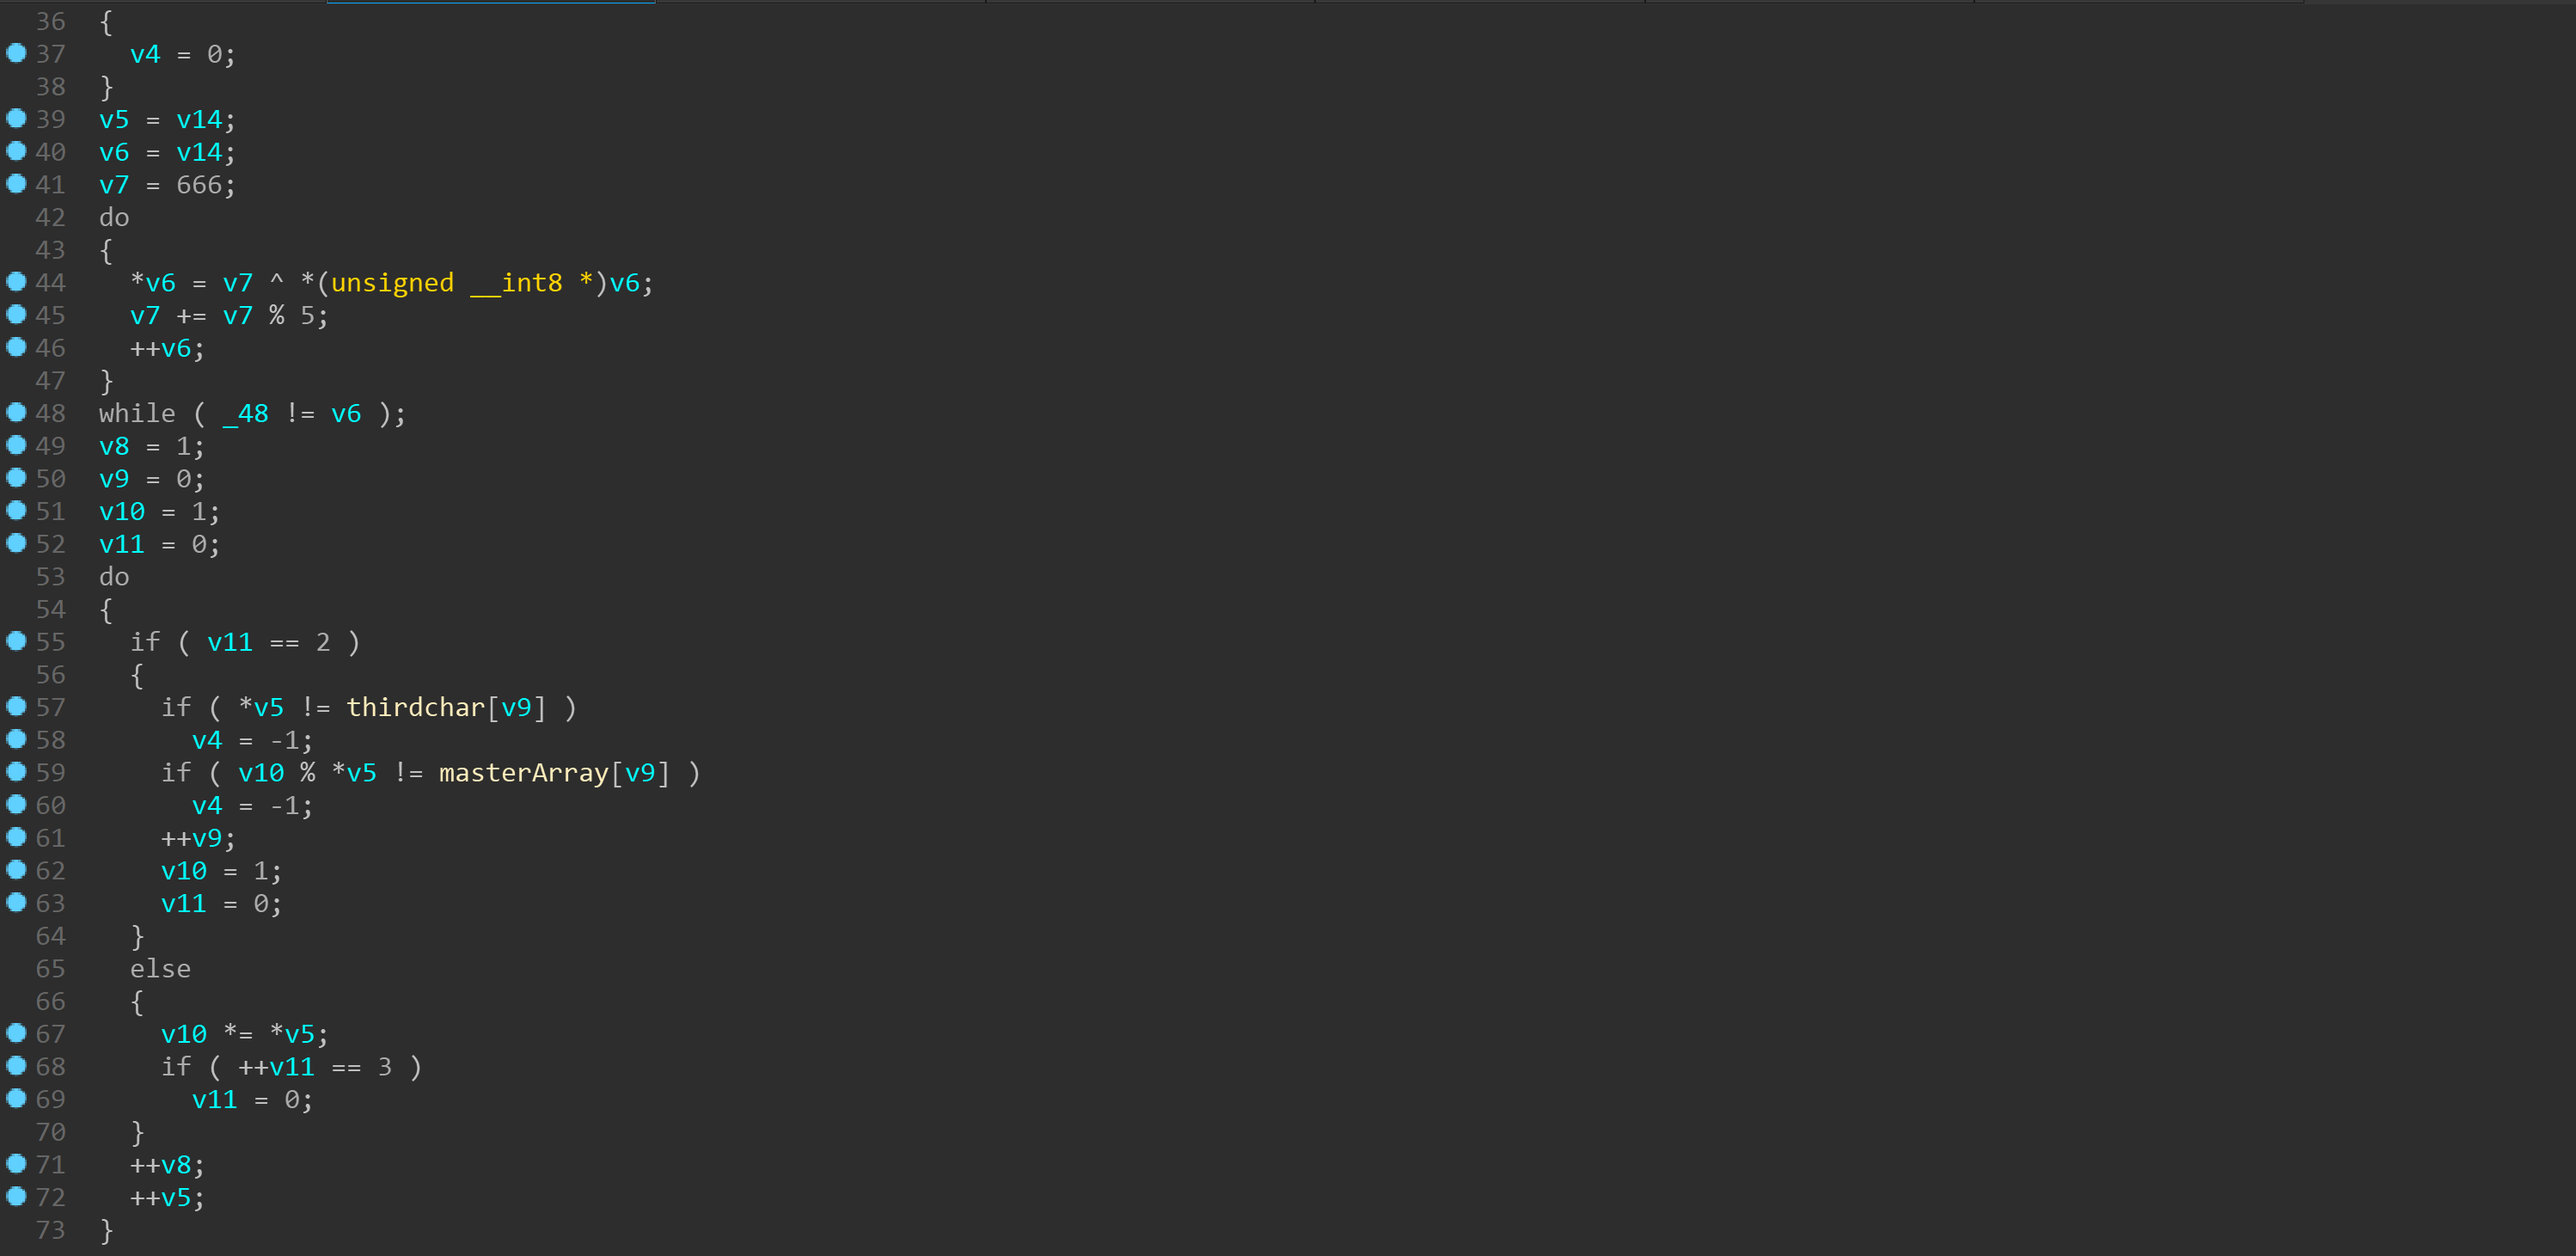 36 {
37 v4 = 0;
38 }
39 v5 = v14;
40 v6 = v14;
41 v7 = 666;
42 do
43 {
44 *v6 = v7 ^ *(unsigned __int8 *)v6;
45 v7 += v7 % 5;
46 ++v6;
47 }
48 while ( _48 != v6 );
49 v8 = 1;
50 v9 = 0;
51 v10 = 1;
52 v11 = 0;
53 do
54 {
55 if ( v11 == 2 )
56 {
57 if ( *v5 != thirdchar[v9] )
58 v4 = -1;
59 if ( v10 % *v5 != masterArray[v9] )
60 v4 = -1;
61 ++v9;
62 v10 = 1;
63 v11 = 0;
64 }
65 else
66 {
67 v10 *= *v5;
68 if ( ++v11 == 3 )
69 v11 = 0;
70 }
71 ++v8;
72 ++v5;
73 }